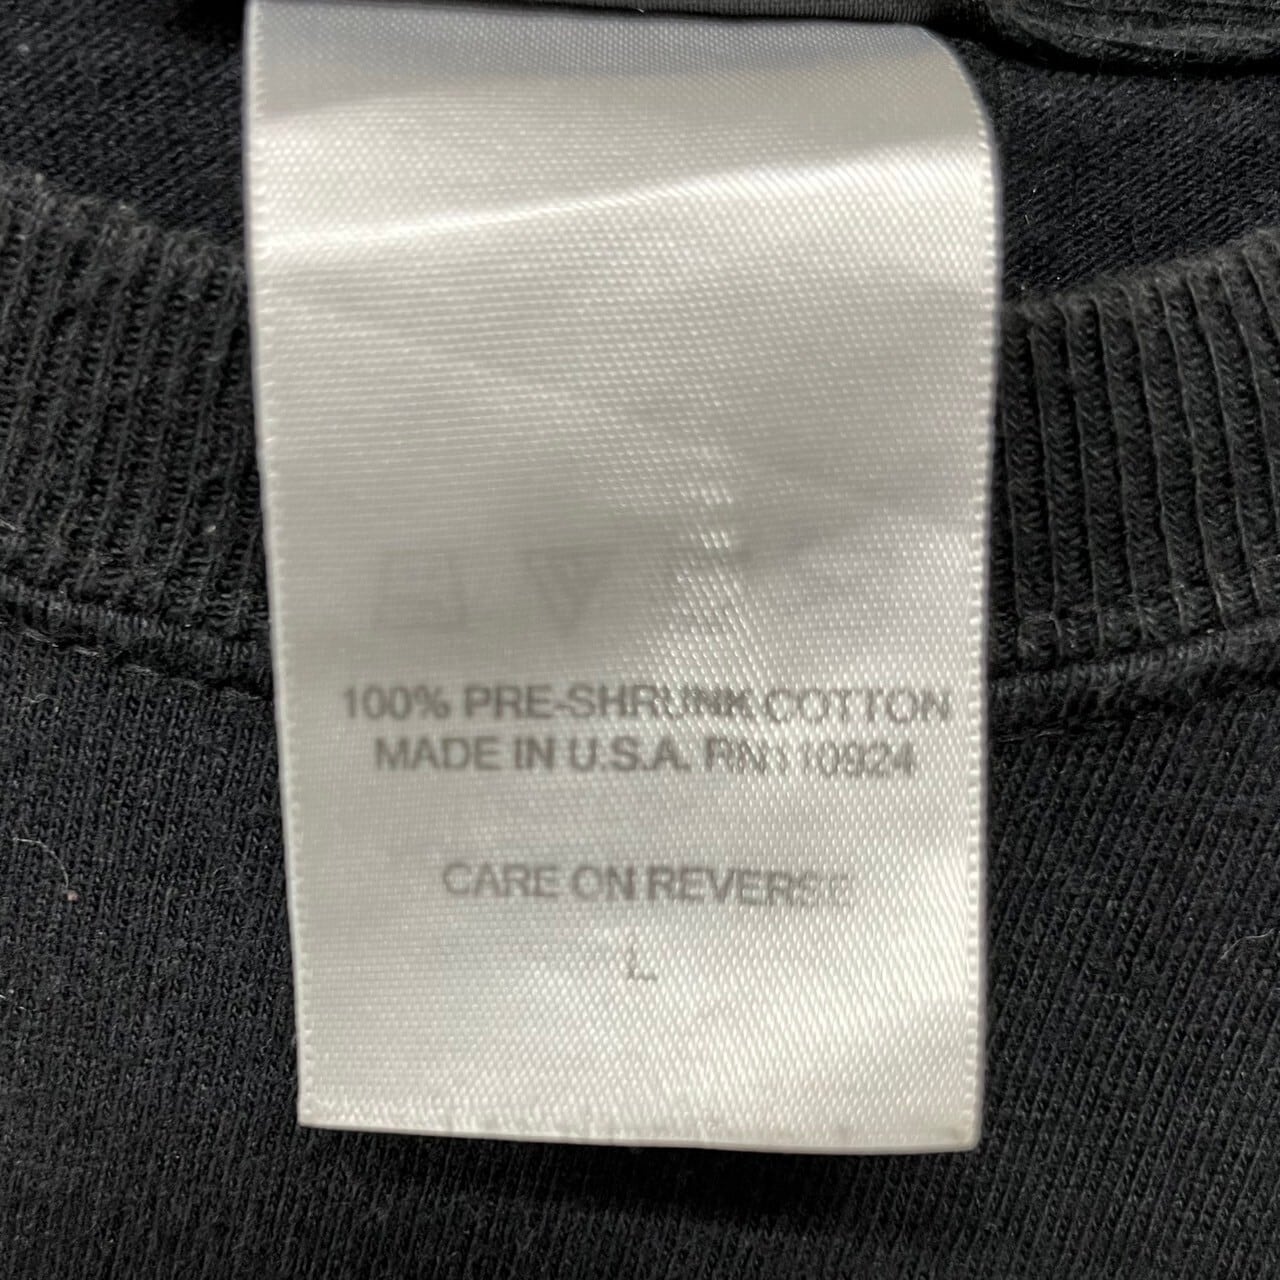 100% PRE-SHRUNK COTTON
MADE IN U.S.A. RN 110924
CARE ON REVERSE
L